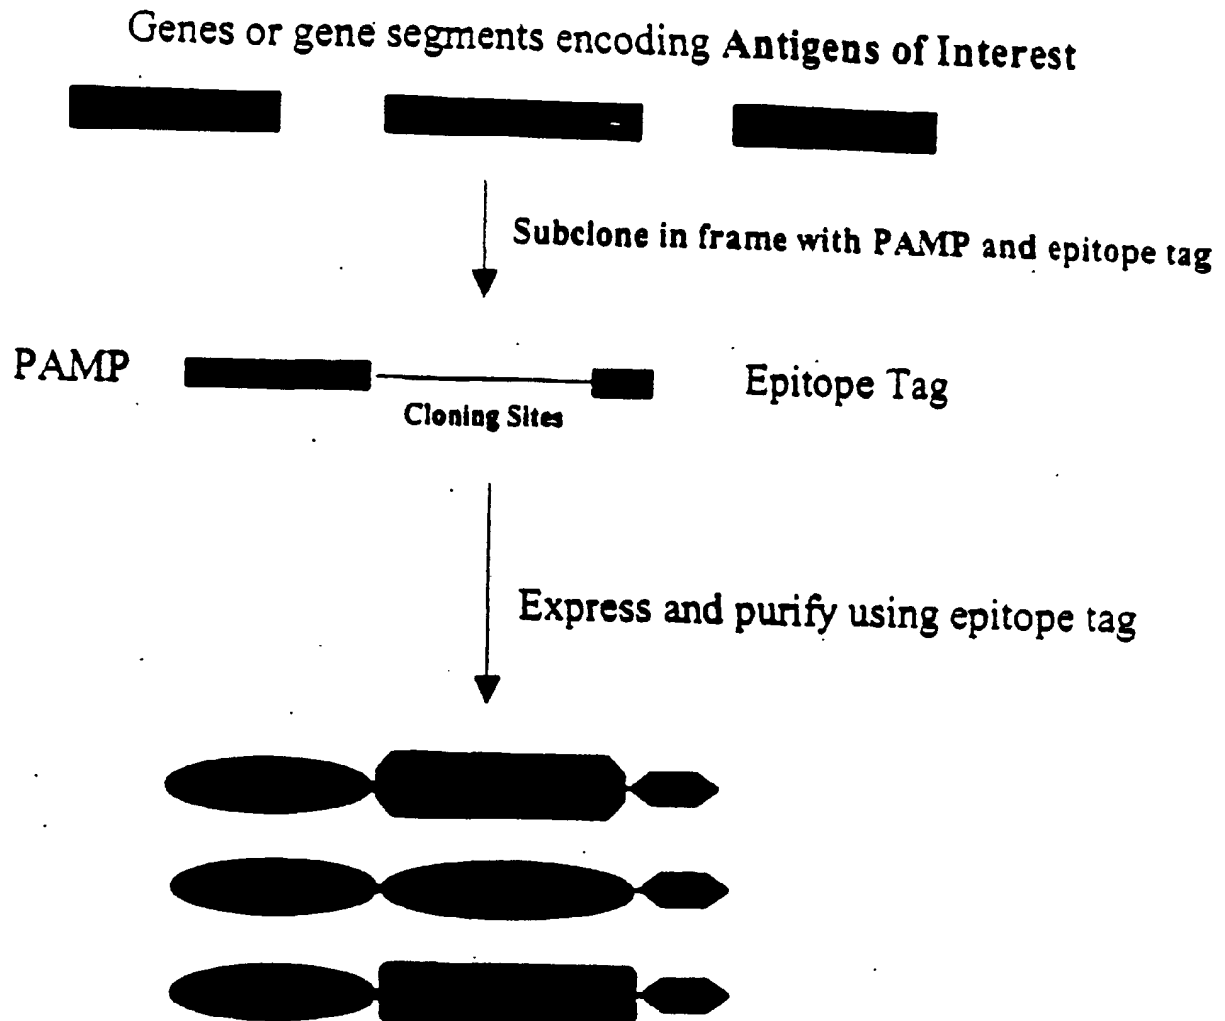 Genes or gene segments encoding Antigens of Interest
Subclone in frame with PAMP and epitope tag
PAMP
Epitope Tag
Cloning Sites
Express and purify using epitope tag